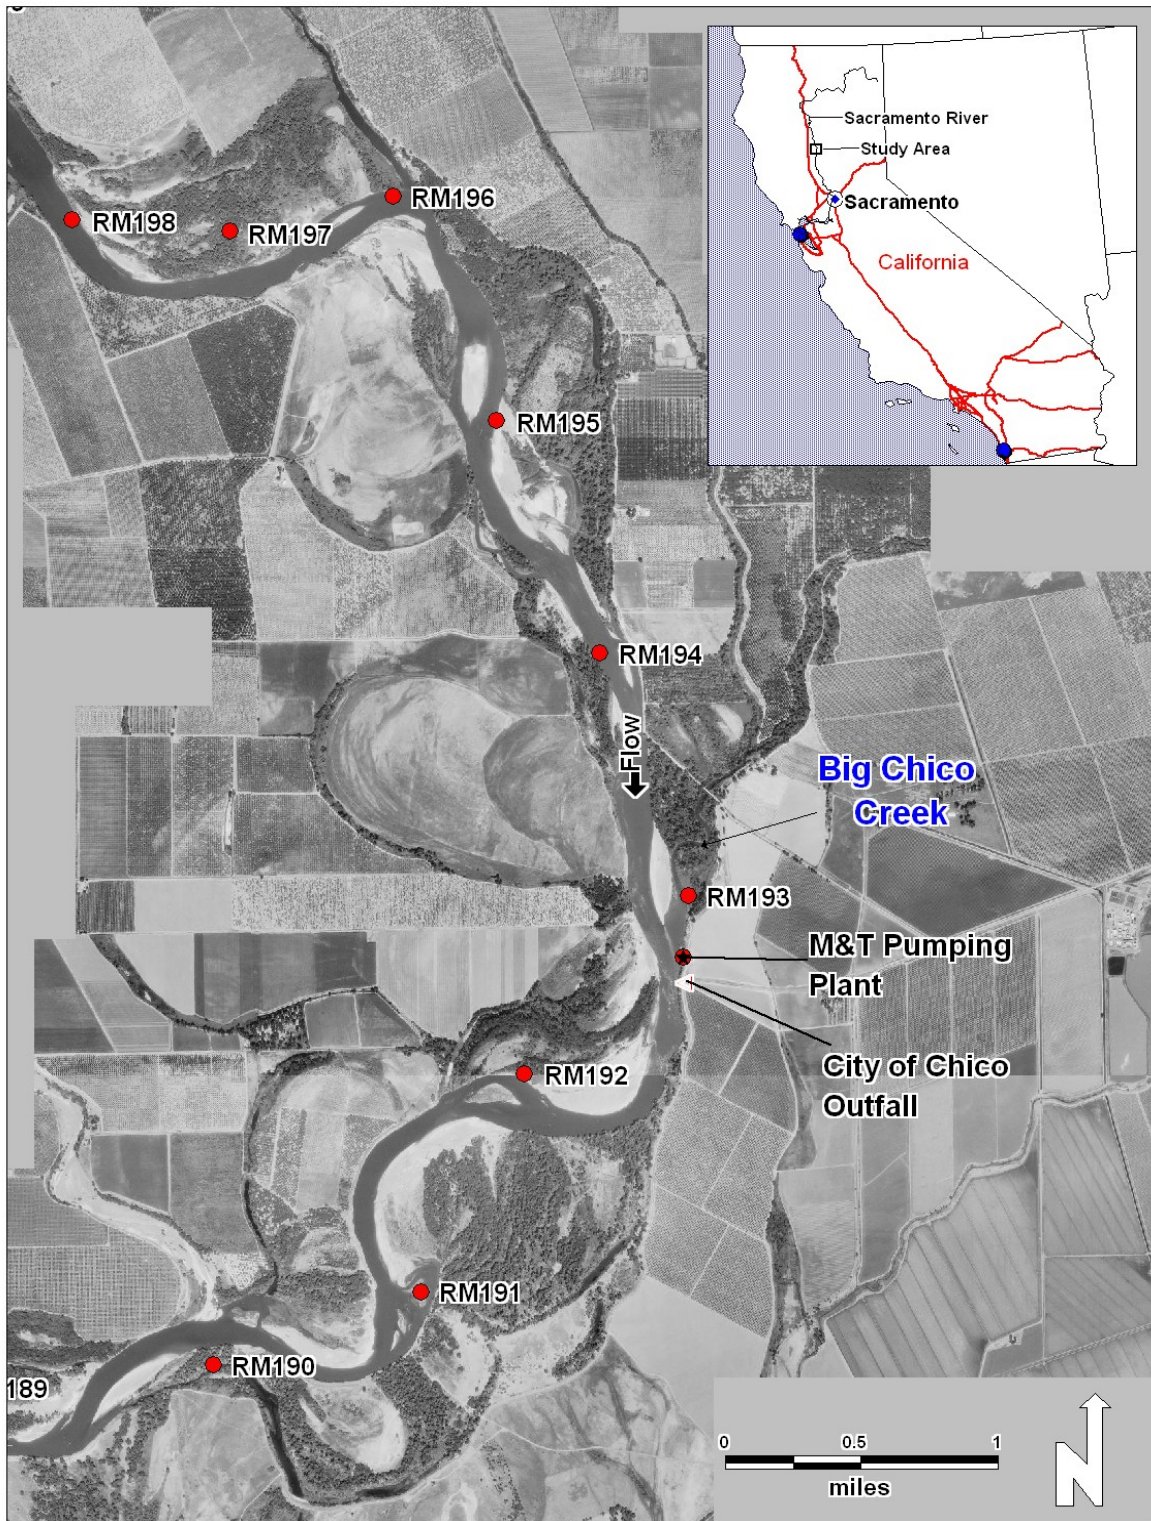 Sacramento River
Study Area
Sacramento
California
RM196
RM198
RM197
RM195
RM194
Flow
Big Chico
Creek
RM193
M&T Pumping
Plant
RM192
City of Chico
Outfall
RM191
RM190
189
0
0.5
1
miles
N